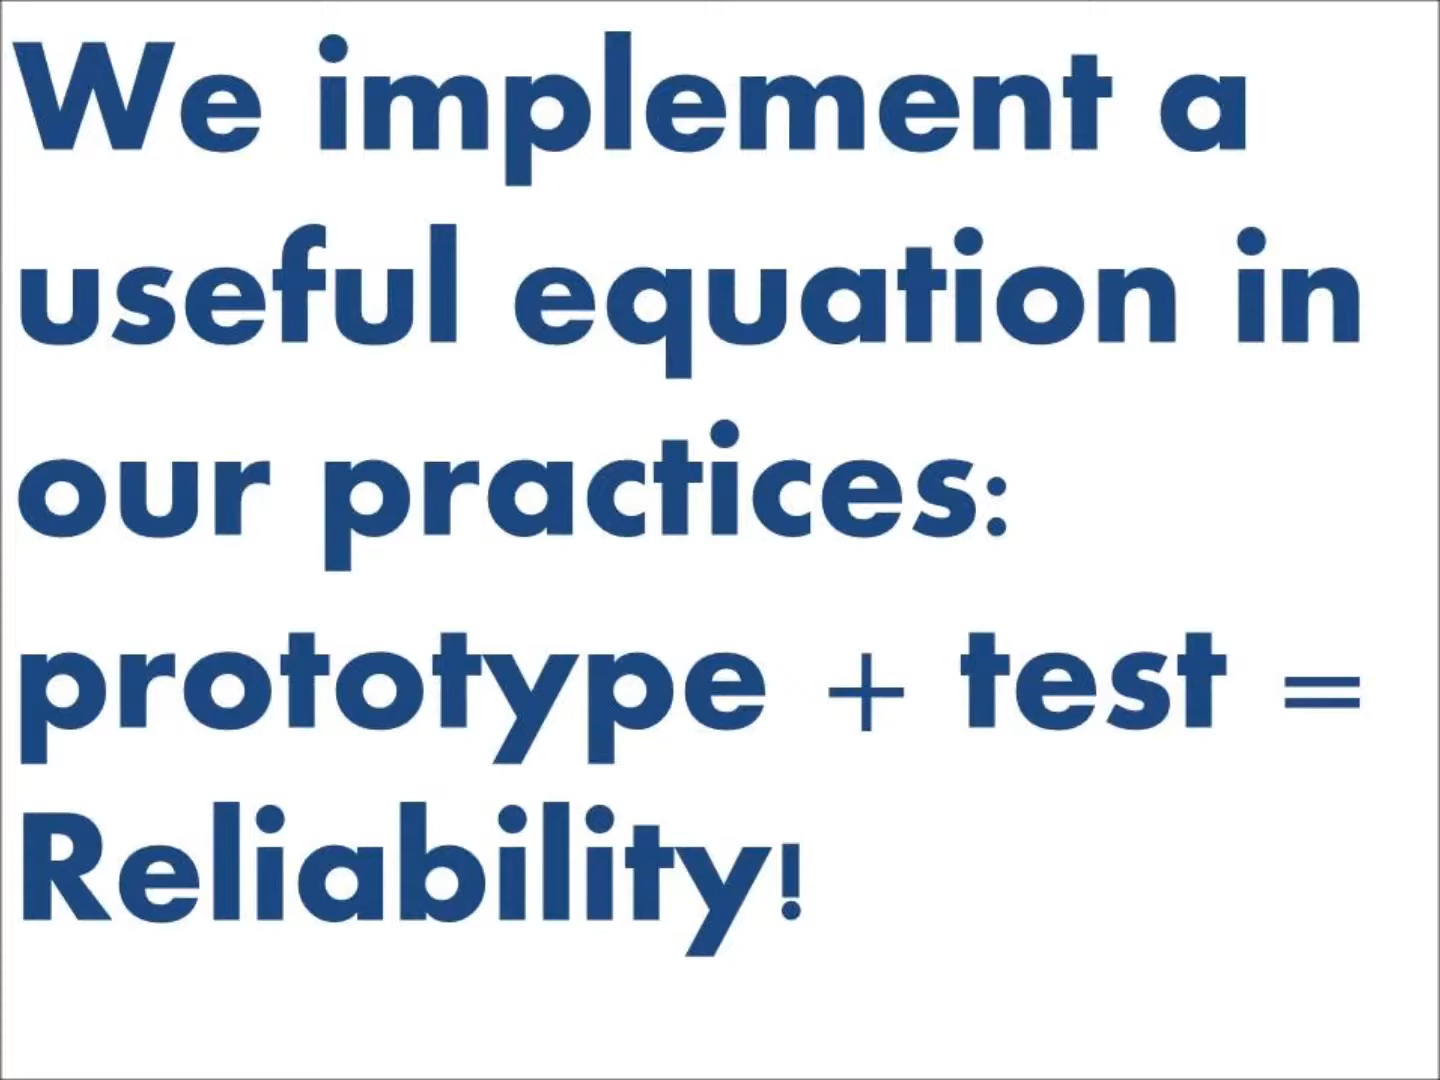 We implement a
useful equation in
our practices:
prototype + test =
Reliability!